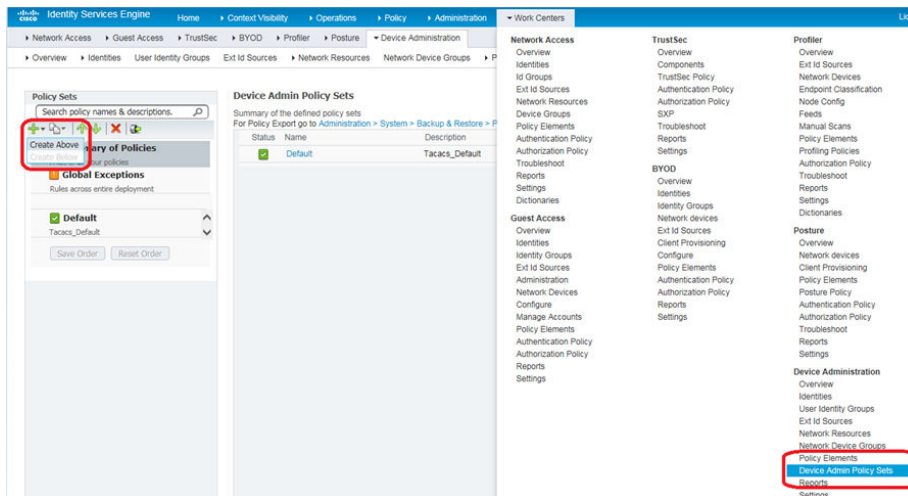 cisco Identity Services Engine
Home
Context Visibility
Operations
Policy
Administration
Work Centers
Network Access
Guest Access
TrustSec
BYOD
Profiler
Posture
Device Administration
Overview
Identities
User Identity Groups
Ext Id Sources
Network Resources
Network Device Groups
Policy Sets
Search policy names & descriptions.
Create Above
Create Below
mary of Policies
our policies
Global Exceptions
Rules across entire deployment
Default
Tacacs_Default
Save Order
Reset Order
Device Admin Policy Sets
Summary of the defined policy sets
For Policy Export go to Administration > System > Backup & Restore > P
Status Name Description
Default Tacacs_Default
Network Access
Overview
Identities
Id Groups
Ext Id Sources
Network Resources
Device Groups
Policy Elements
Authentication Policy
Authorization Policy
Troubleshoot
Reports
Settings
Dictionaries
Guest Access
Overview
Identities
Identity Groups
Ext Id Sources
Administration
Network Devices
Configure
Manage Accounts
Policy Elements
Authentication Policy
Authorization Policy
Reports
Settings
TrustSec
Overview
Components
TrustSec Policy
Authentication Policy
Authorization Policy
SXP
Troubleshoot
Reports
Settings
BYOD
Overview
Identities
Identity Groups
Network devices
Ext Id Sources
Client Provisioning
Configure
Policy Elements
Authentication Policy
Authorization Policy
Reports
Settings
Profiler
Overview
Ext Id Sources
Network Devices
Endpoint Classification
Node Config
Feeds
Manual Scans
Policy Elements
Profiling Policies
Authorization Policy
Troubleshoot
Reports
Settings
Dictionaries
Posture
Overview
Network devices
Client Provisioning
Policy Elements
Posture Policy
Authentication Policy
Authorization Policy
Troubleshoot
Reports
Settings
Device Administration
Overview
Identities
User Identity Groups
Ext Id Sources
Network Resources
Network Device Groups
Policy Elements
Device Admin Policy Sets
Reports
Settings